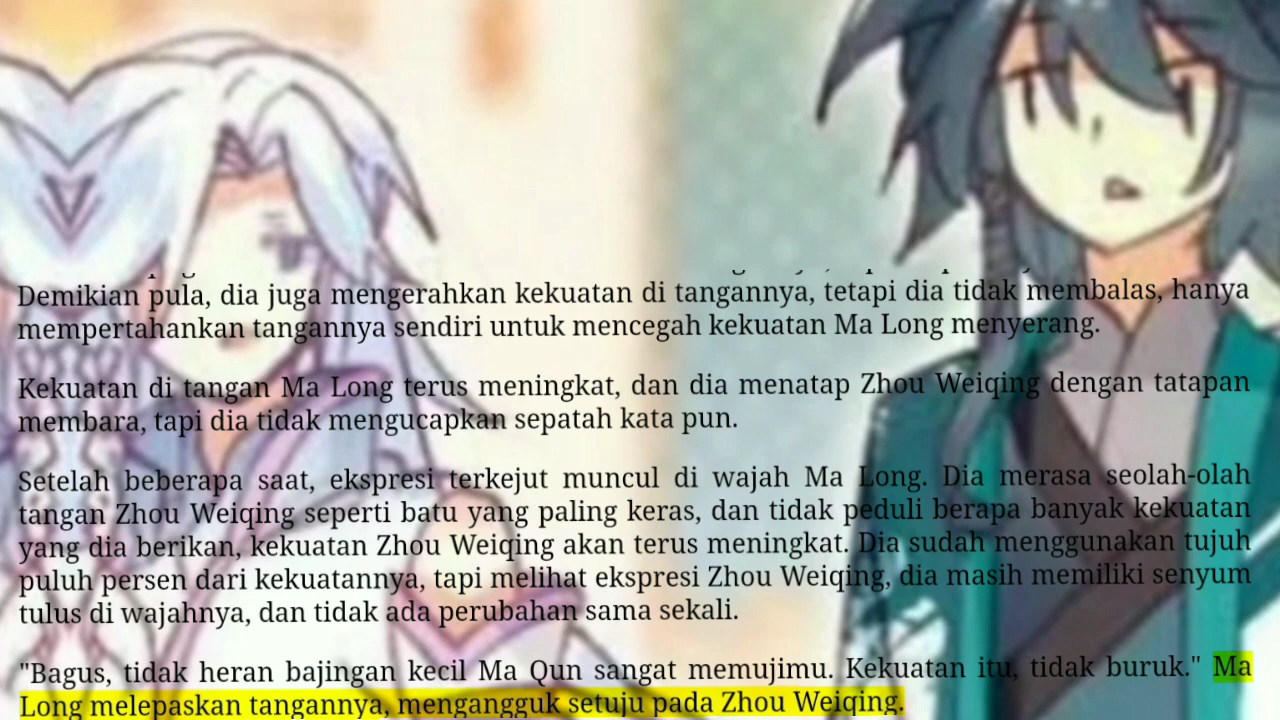 Demikian pula, dia juga mengerahkan kekuatan di tangannya, tetapi dia tidak membalas, hanya
mempertahankan tangannya sendiri untuk mencegah kekuatan Ma Long menyerang.
Kekuatan di tangan Ma Long terus meningkat, dan dia menatap Zhou Weiqing dengan tatapan
membara, tapi dia tidak mengucapkan sepatah kata pun.
Setelah beberapa saat, ekspresi terkejut muncul di wajah Ma Long. Dia merasa seolah-olah
tangan Zhou Weiqing seperti batu yang paling keras, dan tidak peduli berapa banyak kekuatan
yang dia berikan, kekuatan Zhou Weiqing akan terus meningkat. Dia sudah menggunakan tujuh
puluh persen dari kekuatannya, tapi melihat ekspresi Zhou Weiqing, dia masih memiliki senyum
tulus di wajahnya, dan tidak ada perubahan sama sekali.
"Bagus, tidak heran bajingan kecil Ma Qun sangat memujimu. Kekuatan itu, tidak buruk." Ma
Long melepaskan tangannya, mengangguk setuju pada Zhou Weiqing.